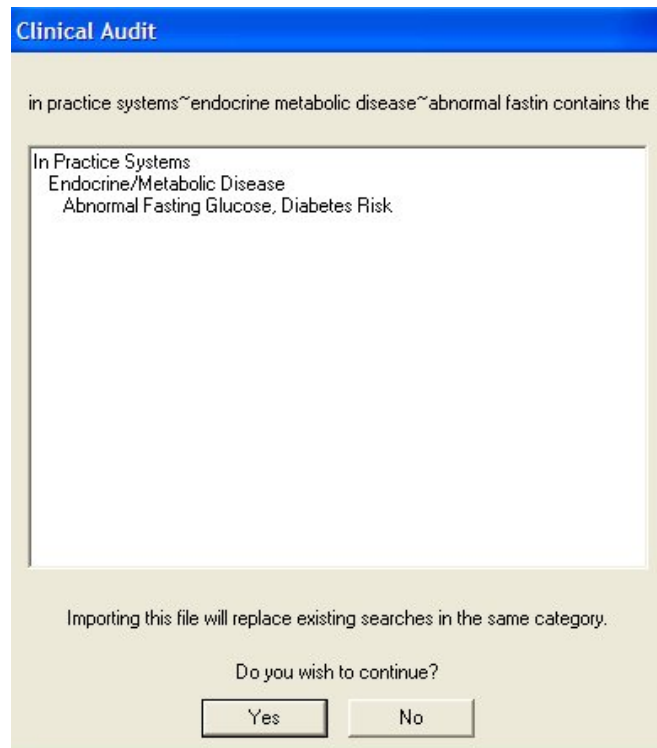 Clinical Audit
in practice systems~endocrine metabolic disease~abnormal fastin contains the
In Practice Systems
Endocrine/Metabolic Disease
Abnormal Fasting Glucose, Diabetes Risk
Importing this file will replace existing searches in the same category.
Do you wish to continue?
Yes No